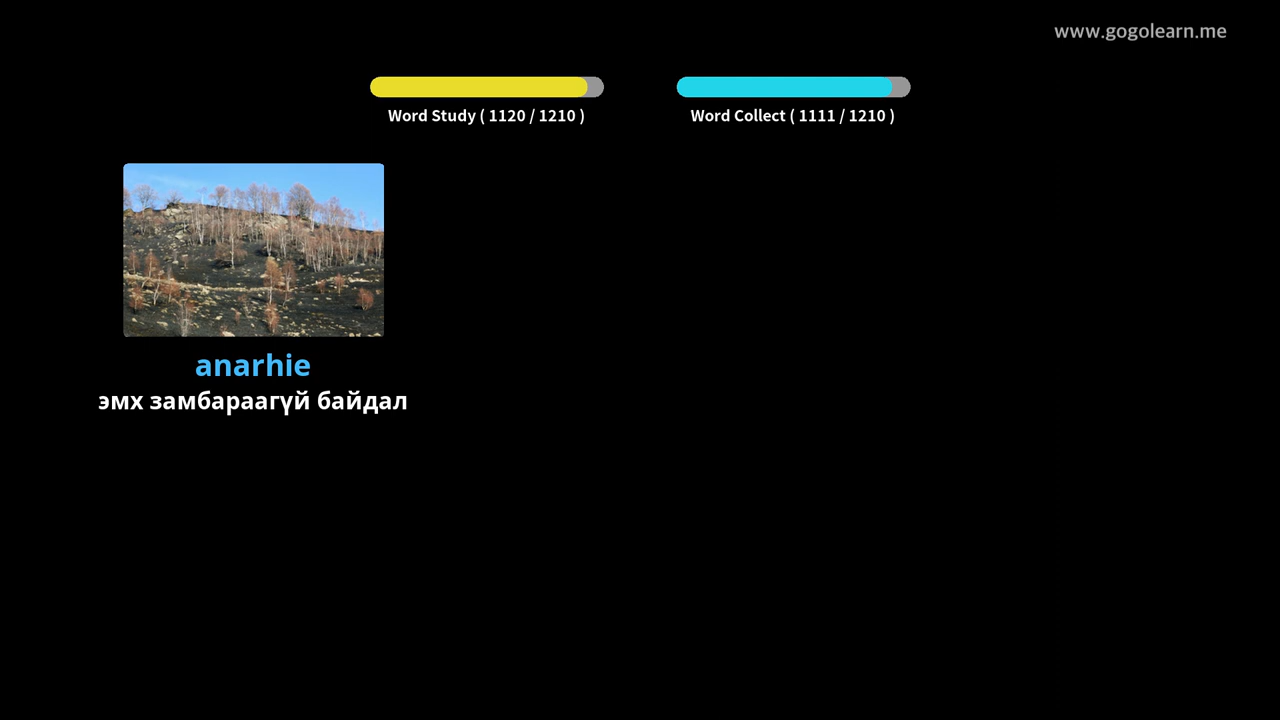 www.gogolearn.me
Word Study ( 1120 / 1210 )
Word Collect ( 1111 / 1210 )
anarhie
эмх замбараагүй байдал